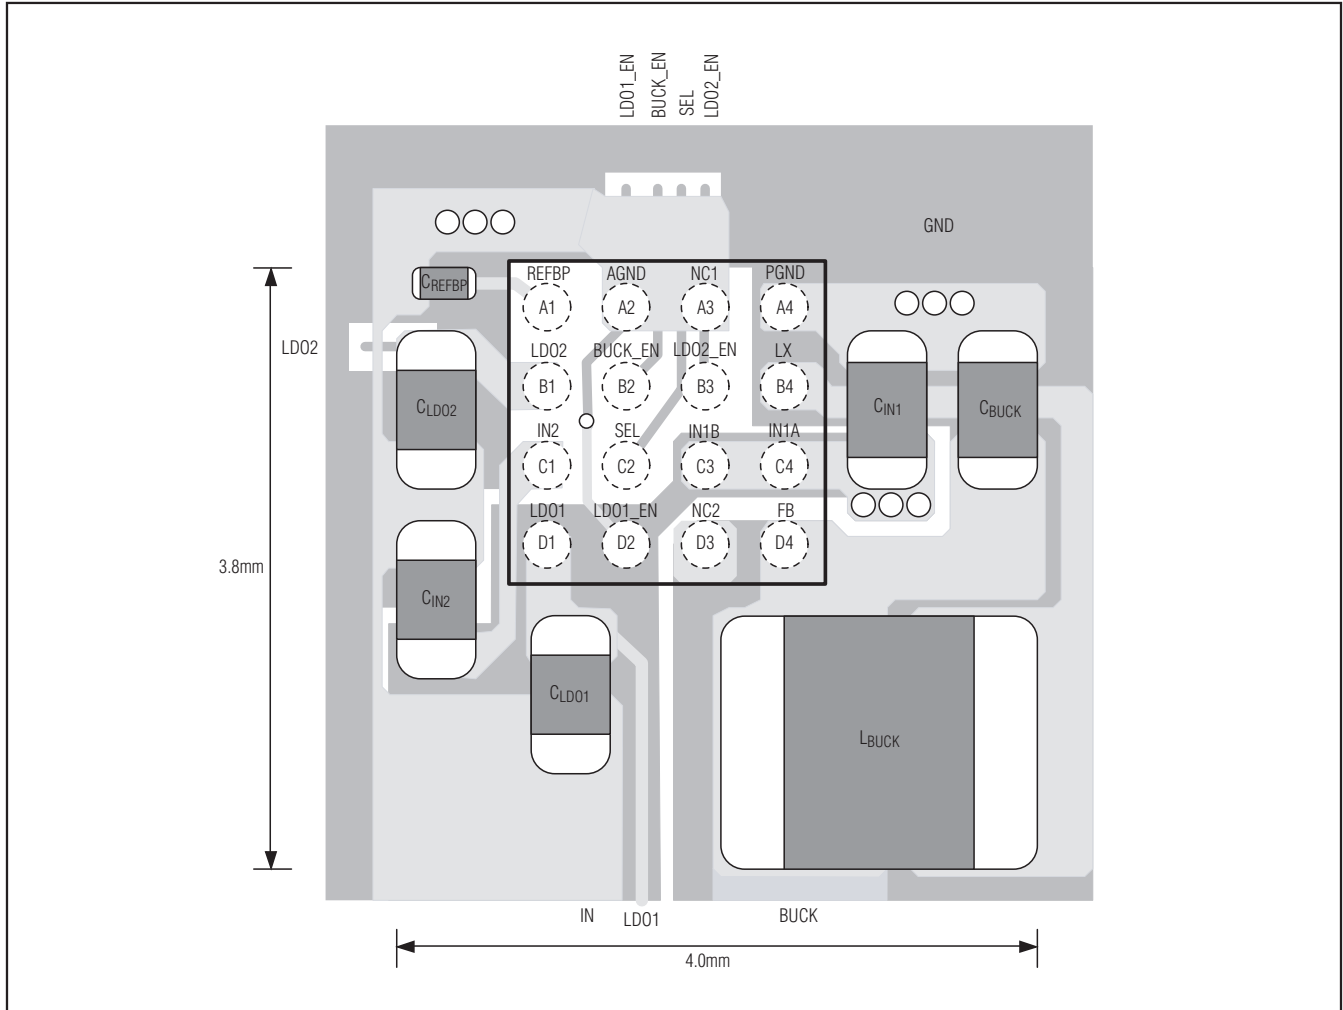 LDO1_EN
BUCK_EN
SEL
LDO2_EN
GND
REFBP
AGND
NC1
PGND
CREFBP
A1
A2
A3
A4
LDO2
LDO2
BUCK_EN
LDO2_EN
LX
B1
B2
B3
B4
CLDO2
CIN1
CBUCK
IN2
SEL
IN1B
IN1A
C1
C2
C3
C4
LDO1
LDO1_EN
NC2
FB
D1
D2
D3
D4
3.8mm
CIN2
CLDO1
LBUCK
IN
LDO1
BUCK
4.0mm